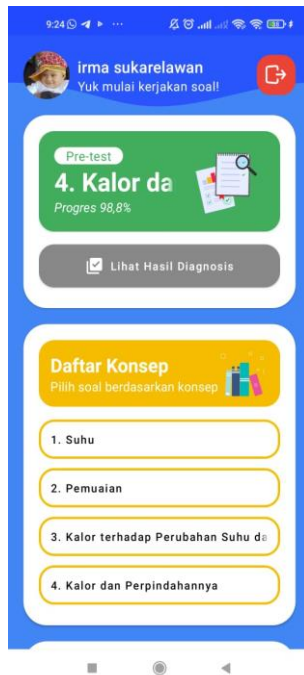 9:24
irma sukarelawan
Yuk mulai kerjakan soal!
Pre-test
4. Kalor da
Progres 98,8%
Lihat Hasil Diagnosis
Daftar Konsep
Pilih soal berdasarkan konsep
1. Suhu
2. Pemuaian
3. Kalor terhadap Perubahan Suhu da
4. Kalor dan Perpindahannya